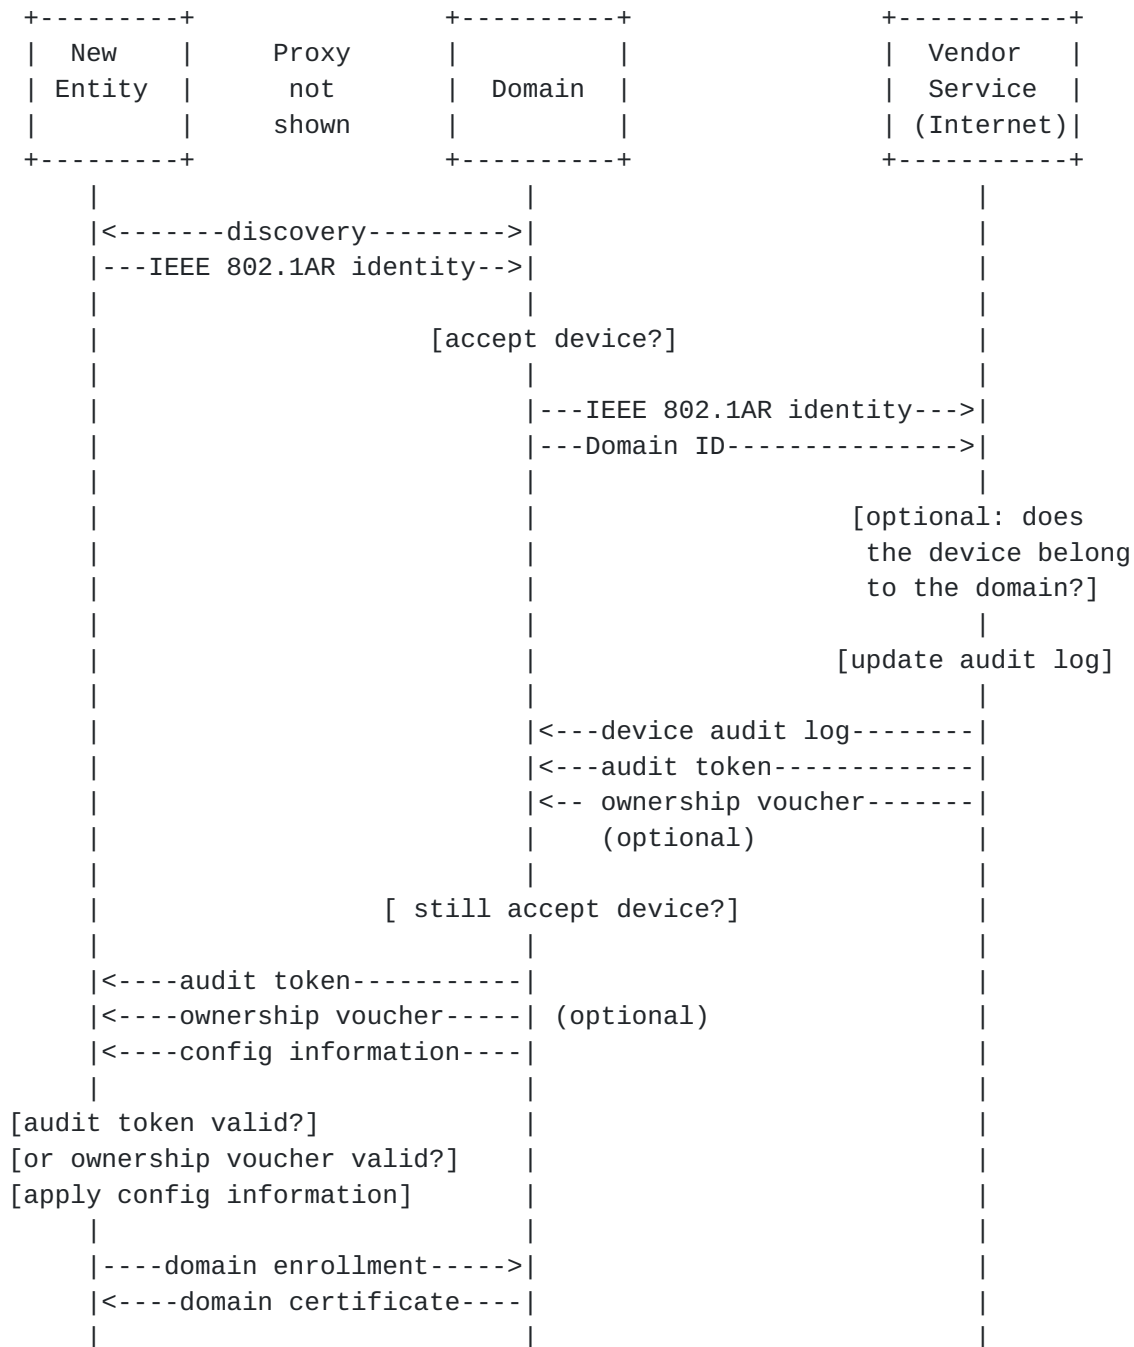 +---------+                +----------+                +-----------+
|  New    |     Proxy      |          |                |  Vendor   |
| Entity  |      not       |  Domain  |                |  Service  |
|         |     shown      |          |                | (Internet)|
+---------+                +----------+                +-----------+
     |                           |                            |
     |<-------discovery--------->|                            |
     |---IEEE 802.1AR identity-->|                            |
     |                           |                            |
     |                     [accept device?]                   |
     |                           |                            |
     |                           |---IEEE 802.1AR identity--->|
     |                           |---Domain ID--------------->|
     |                           |                            |
     |                           |                    [optional: does
     |                           |                     the device belong
     |                           |                     to the domain?]
     |                           |                            |
     |                           |                   [update audit log]
     |                           |                            |
     |                           |<---device audit log--------|
     |                           |<---audit token-------------|
     |                           |<-- ownership voucher-------|
     |                           |    (optional)              |
     |                           |                            |
     |                  [ still accept device?]               |
     |                           |                            |
     |<----audit token-----------|                            |
     |<----ownership voucher-----| (optional)                 |
     |<----config information----|                            |
     |                           |                            |
[audit token valid?]             |                            |
[or ownership voucher valid?]    |                            |
[apply config information]       |                            |
     |                           |                            |
     |----domain enrollment----->|                            |
     |<----domain certificate----|                            |
     |                           |                            |